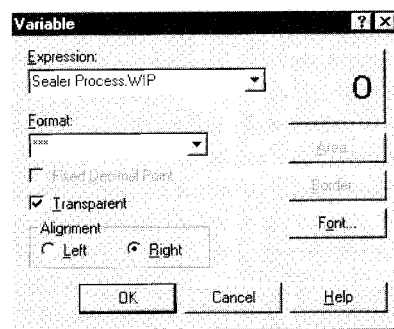 Variable
Expression:
Sealer Process.WIP
0
Format:
***
Area...
Fixed Decimal Point
Border...
Transparent
Font...
Alignment
Left Right
OK Cancel Help